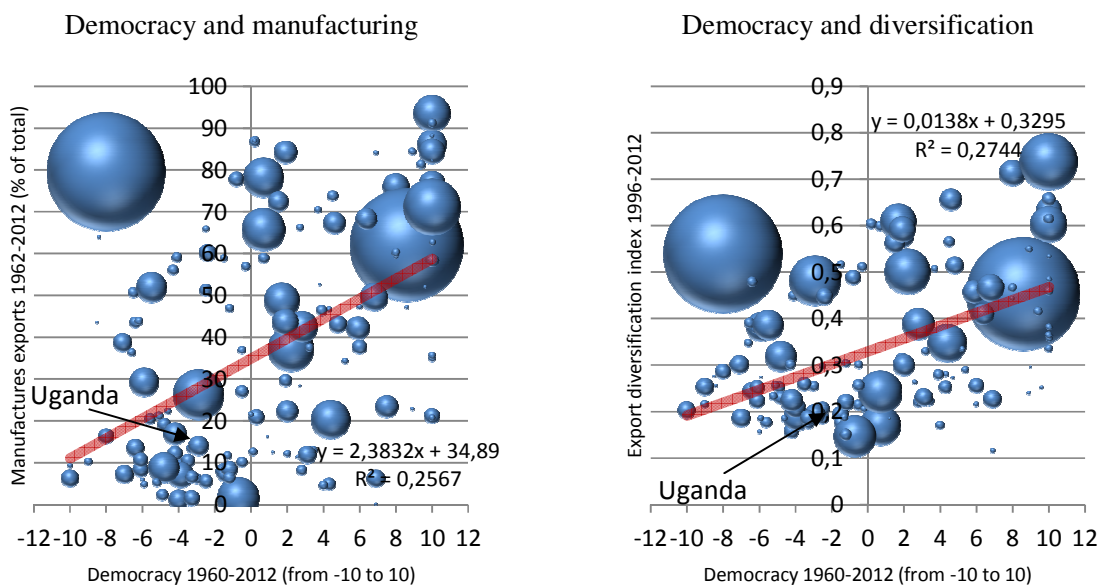 Democracy and manufacturing
Manufactures exports 1962-2012 (% of total)
100
90
80
70
60
50
40
30
20
10
0
Uganda
y = 2,3832x + 34,89
R² = 0,2567
-12 -10 -8 -6 -4 -2 0 2 4 6 8 10 12
Democracy 1960-2012 (from -10 to 10)
Democracy and diversification
Export diversification index 1996-2012
0,9
0,8
0,7
0,6
0,5
0,4
0,3
0,2
0,1
0
y = 0,0138x + 0,3295
R² = 0,2744
Uganda
-12 -10 -8 -6 -4 -2 0 2 4 6 8 10 12
Democracy 1960-2012 (from -10 to 10)